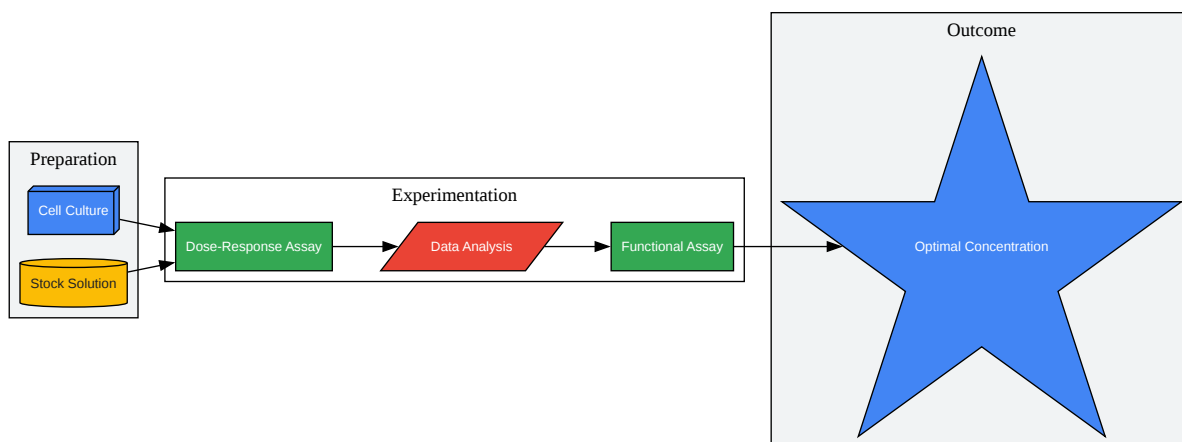 Preparation
Cell Culture
Stock Solution
Experimentation
Dose-Response Assay
Data Analysis
Functional Assay
Outcome
Optimal Concentration